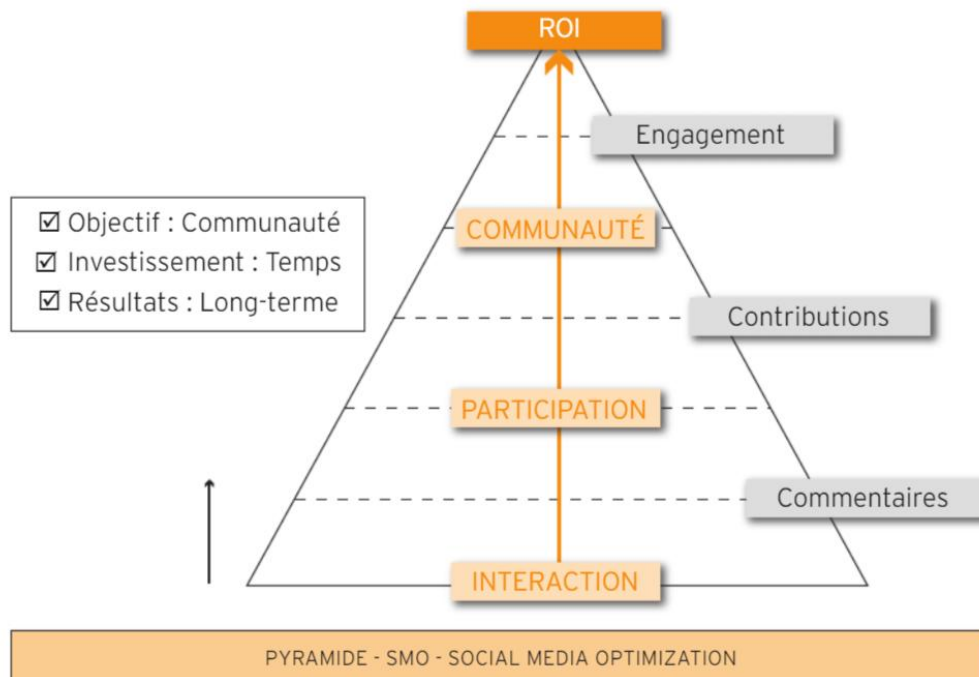 ROI
Engagement
COMMUNAUTÉ
☑ Objectif : Communauté
☑ Investissement : Temps
☑ Résultats : Long-terme
Contributions
PARTICIPATION
Commentaires
INTERACTION
PYRAMIDE - SMO - SOCIAL MEDIA OPTIMIZATION